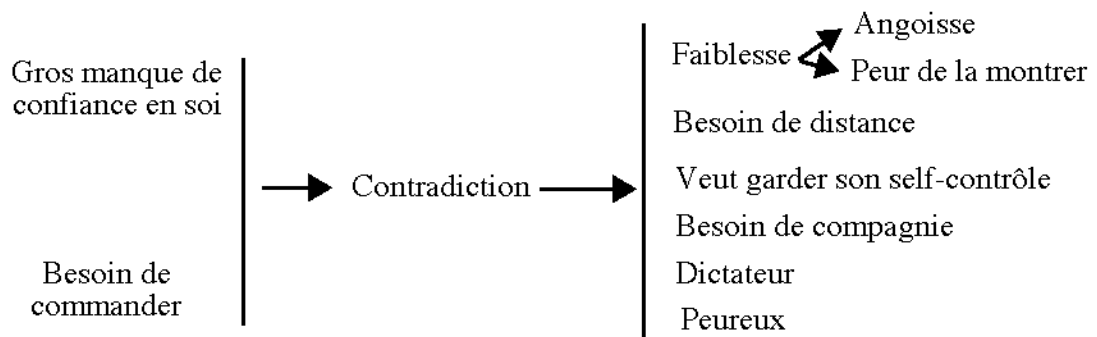 Gros manque de
confiance en soi
Besoin de
commander
Contradiction
Faiblesse
Angoisse
Peur de la montrer
Besoin de distance
Veut garder son self-contrôle
Besoin de compagnie
Dictateur
Peureux